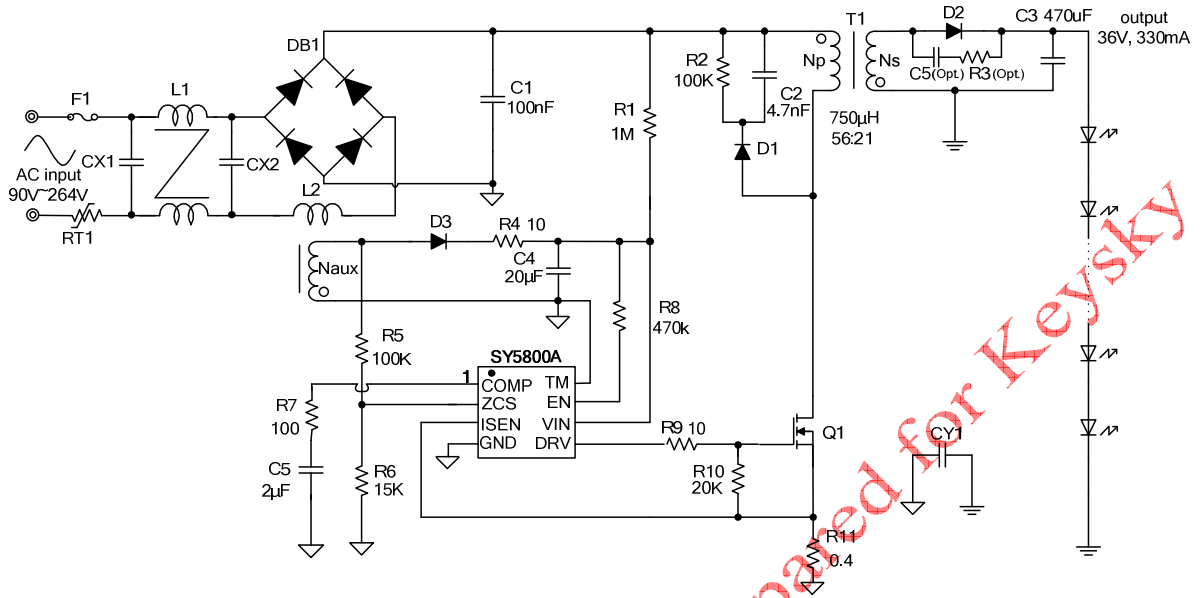 F1
L1
DB1
CX1
CX2
AC input
90V~264V
RT1
L2
C1
100nF
R1
1M
R2
100K
C2
4.7nF
D1
T1
Np
Ns
750µH
56:21
D2
C5(Opt.)
R3(Opt.)
C3 470uF
output
36V, 330mA
Naux
D3
R4 10
C4
20µF
R5
100K
R8
470k
SY5800A
1
COMP
ZCS
ISEN
GND
TM
EN
VIN
DRV
R7
100
C5
2µF
R6
15K
R9 10
R10
20K
Q1
R11
0.4
CY1
pared for Keysky